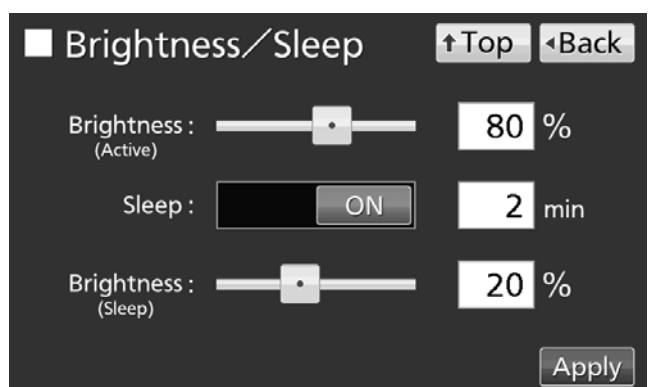 Brightness／Sleep
↑Top
◂Back
Brightness :
(Active)
80 %
Sleep :
ON
2 min
Brightness :
(Sleep)
20 %
Apply